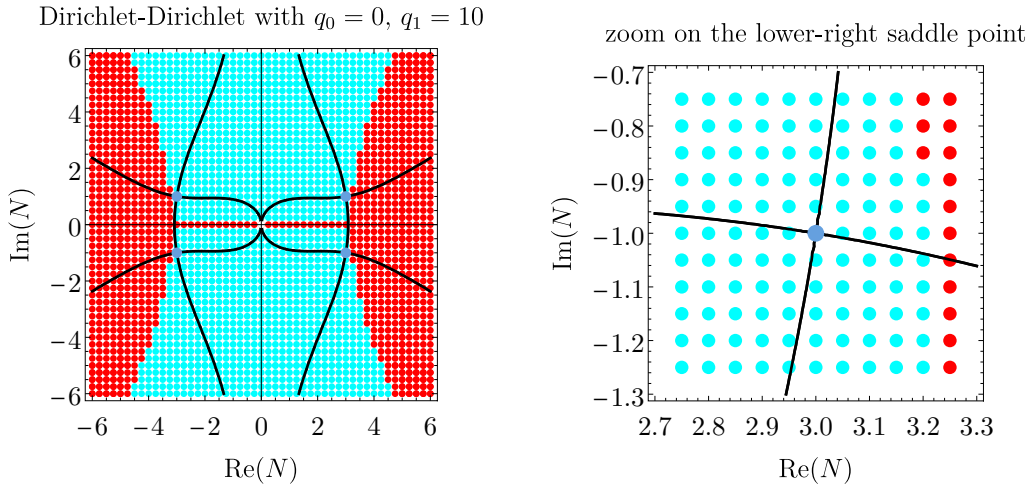 Dirichlet-Dirichlet with q₀ = 0, q₁ = 10
6
4
2
0
−2
−4
−6
Im(N)
−6 −4 −2 0 2 4 6
Re(N)
zoom on the lower-right saddle point
−0.7
−0.8
−0.9
−1.0
−1.1
−1.2
−1.3
Im(N)
2.7 2.8 2.9 3.0 3.1 3.2 3.3
Re(N)